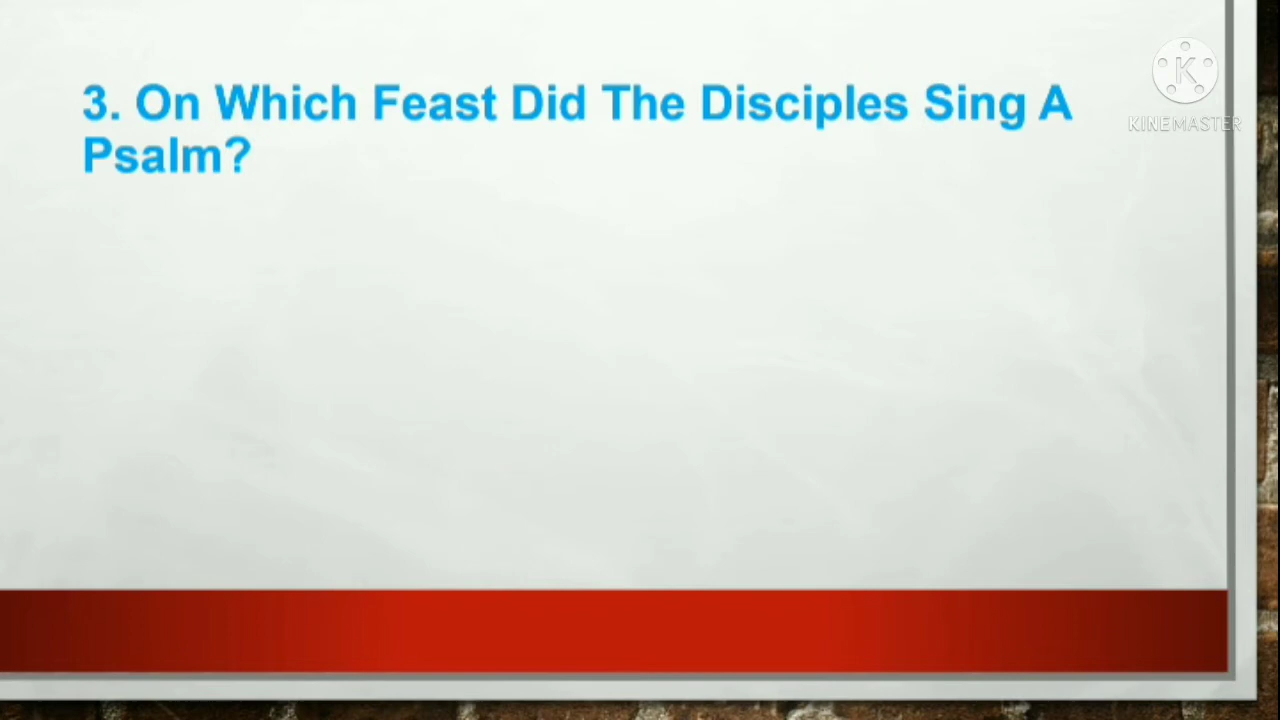 3. On Which Feast Did The Disciples Sing A
Psalm?
K
KINEMASTER